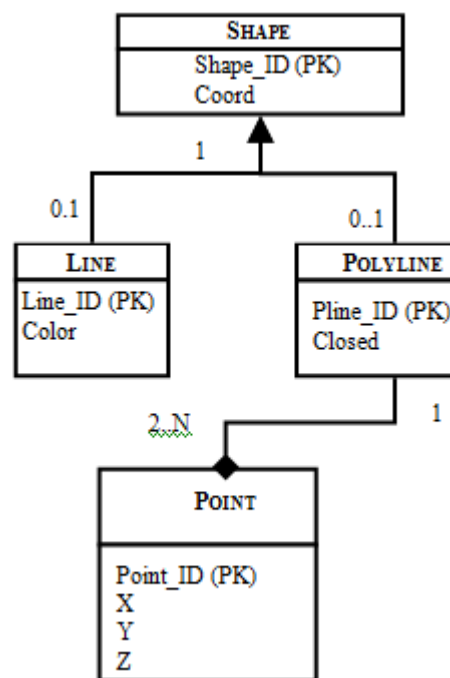 SHAPE
Shape_ID (PK)
Coord
1
0.1
0..1
LINE
Line_ID (PK)
Color
POLYLINE
Pline_ID (PK)
Closed
2..N
1
POINT
Point_ID (PK)
X
Y
Z